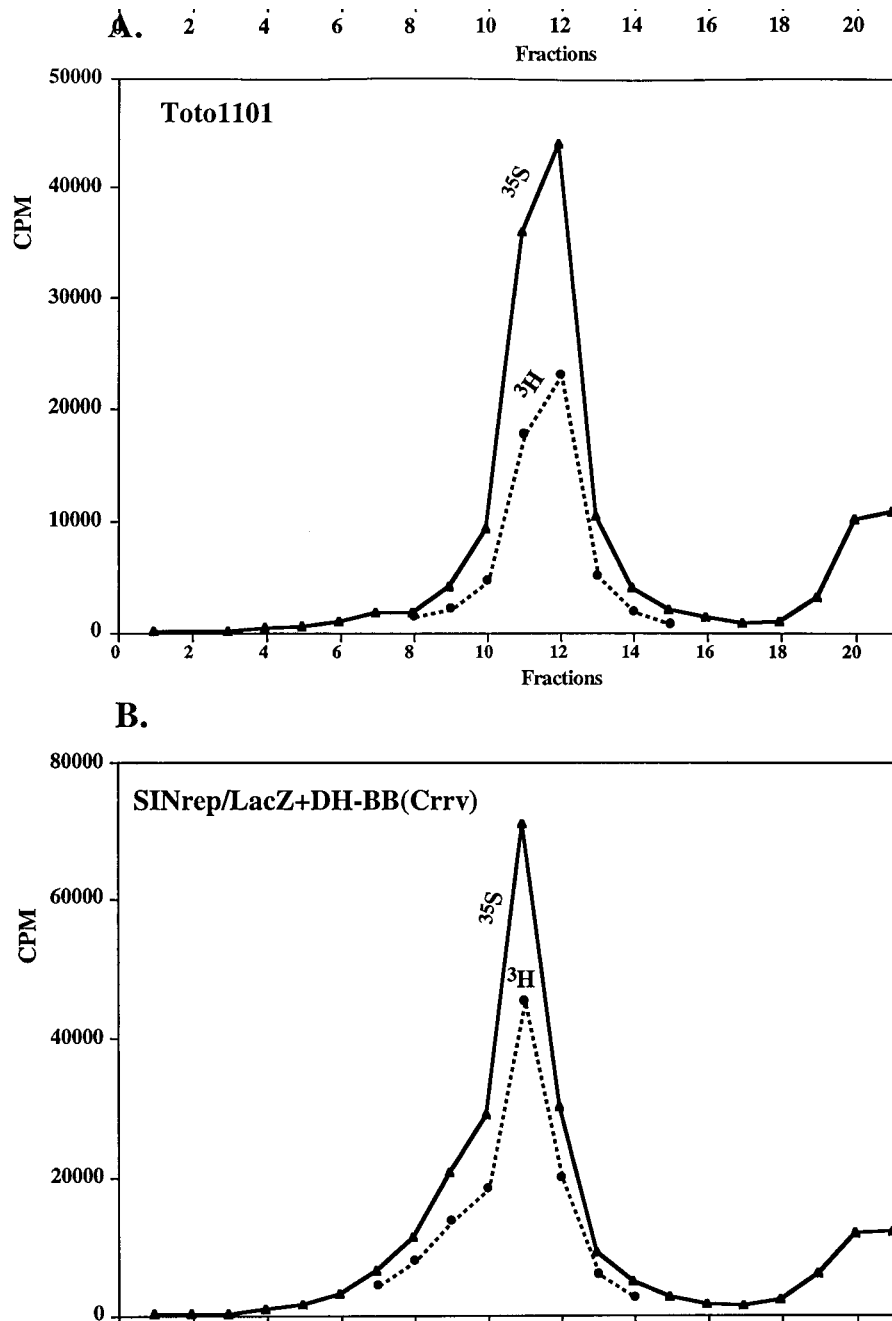 A. 0 2 4 6 8 10 12 14 16 18 20
Fractions
50000
Toto1101
35S
40000
CPM
30000
3H
20000
10000
0
0 2 4 6 8 10 12 14 16 18 20
Fractions
B.
80000
SINrep/LacZ+DH-BB(Crrv)
35S
60000
CPM
3H
40000
20000
0